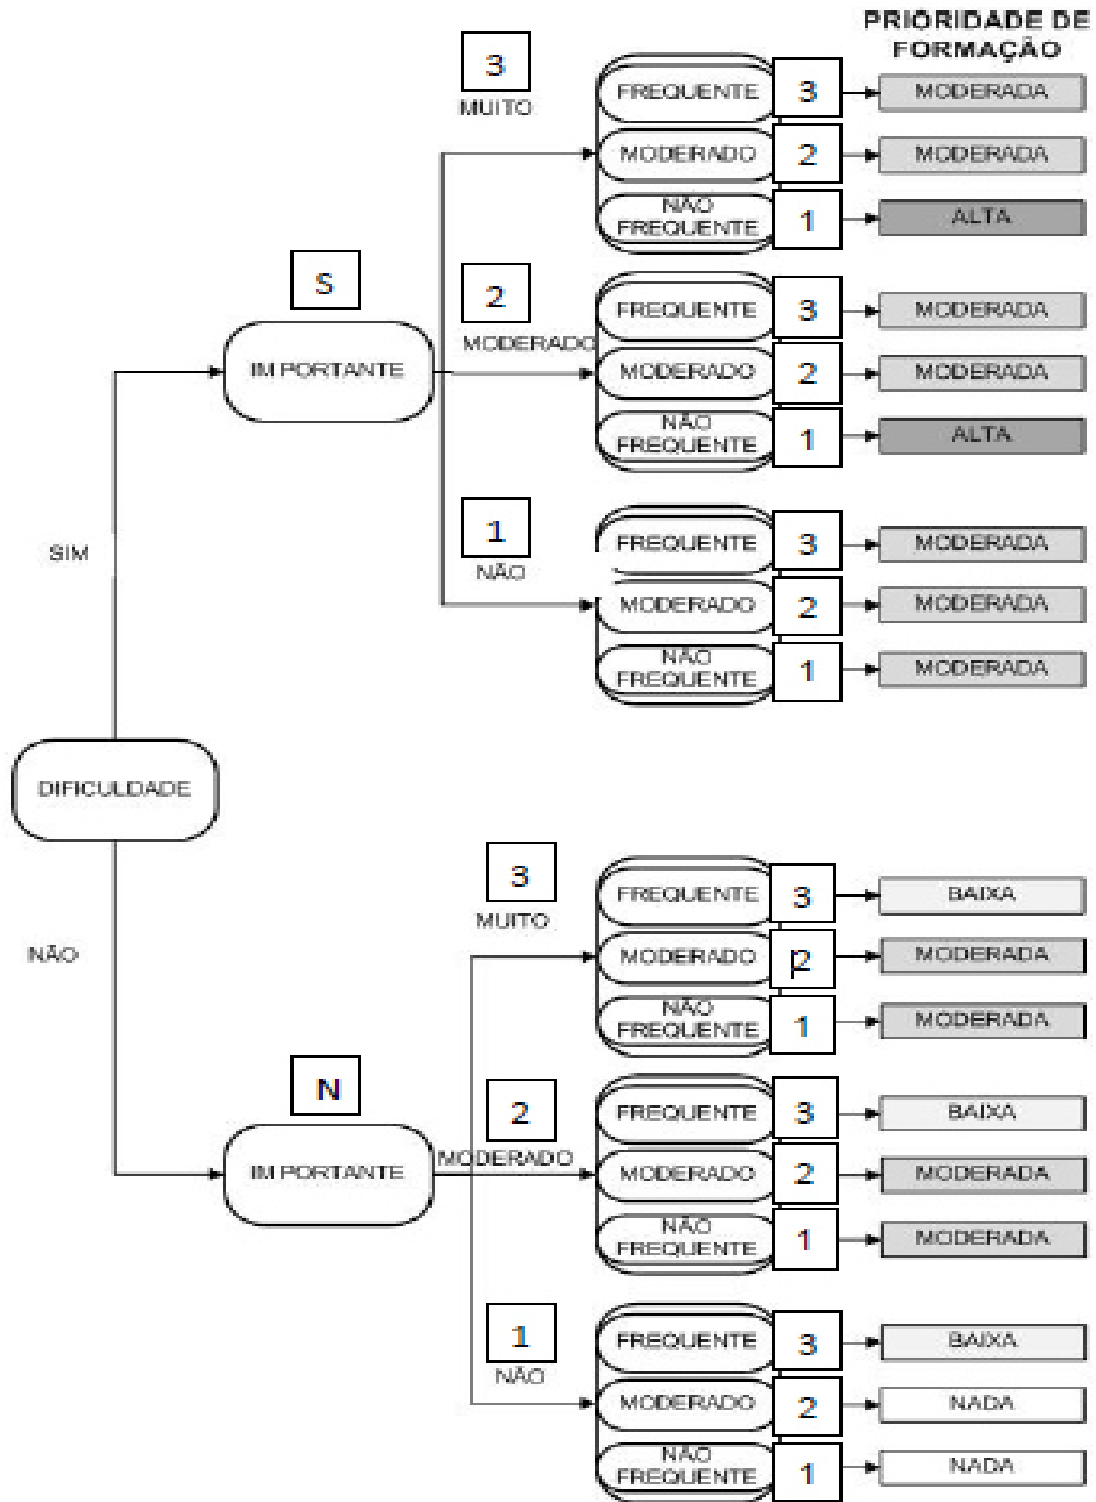 PRIORIDADE DE
FORMAÇÃO
3
MUITO
FREQUENTE 3 MODERADA
MODERADO 2 MODERADA
NÃO
FREQUENTE 1 ALTA
S
IMPORTANTE
2
MODERADO
FREQUENTE 3 MODERADA
MODERADO 2 MODERADA
NÃO
FREQUENTE 1 ALTA
1
NÃO
FREQUENTE 3 MODERADA
MODERADO 2 MODERADA
NÃO
FREQUENTE 1 MODERADA
SIM
DIFICULDADE
NÃO
3
MUITO
FREQUENTE 3 BAIXA
MODERADO 2 MODERADA
NÃO
FREQUENTE 1 MODERADA
N
IMPORTANTE
2
MODERADO
FREQUENTE 3 BAIXA
MODERADO 2 MODERADA
NÃO
FREQUENTE 1 MODERADA
1
NÃO
FREQUENTE 3 BAIXA
MODERADO 2 NADA
NÃO
FREQUENTE 1 NADA